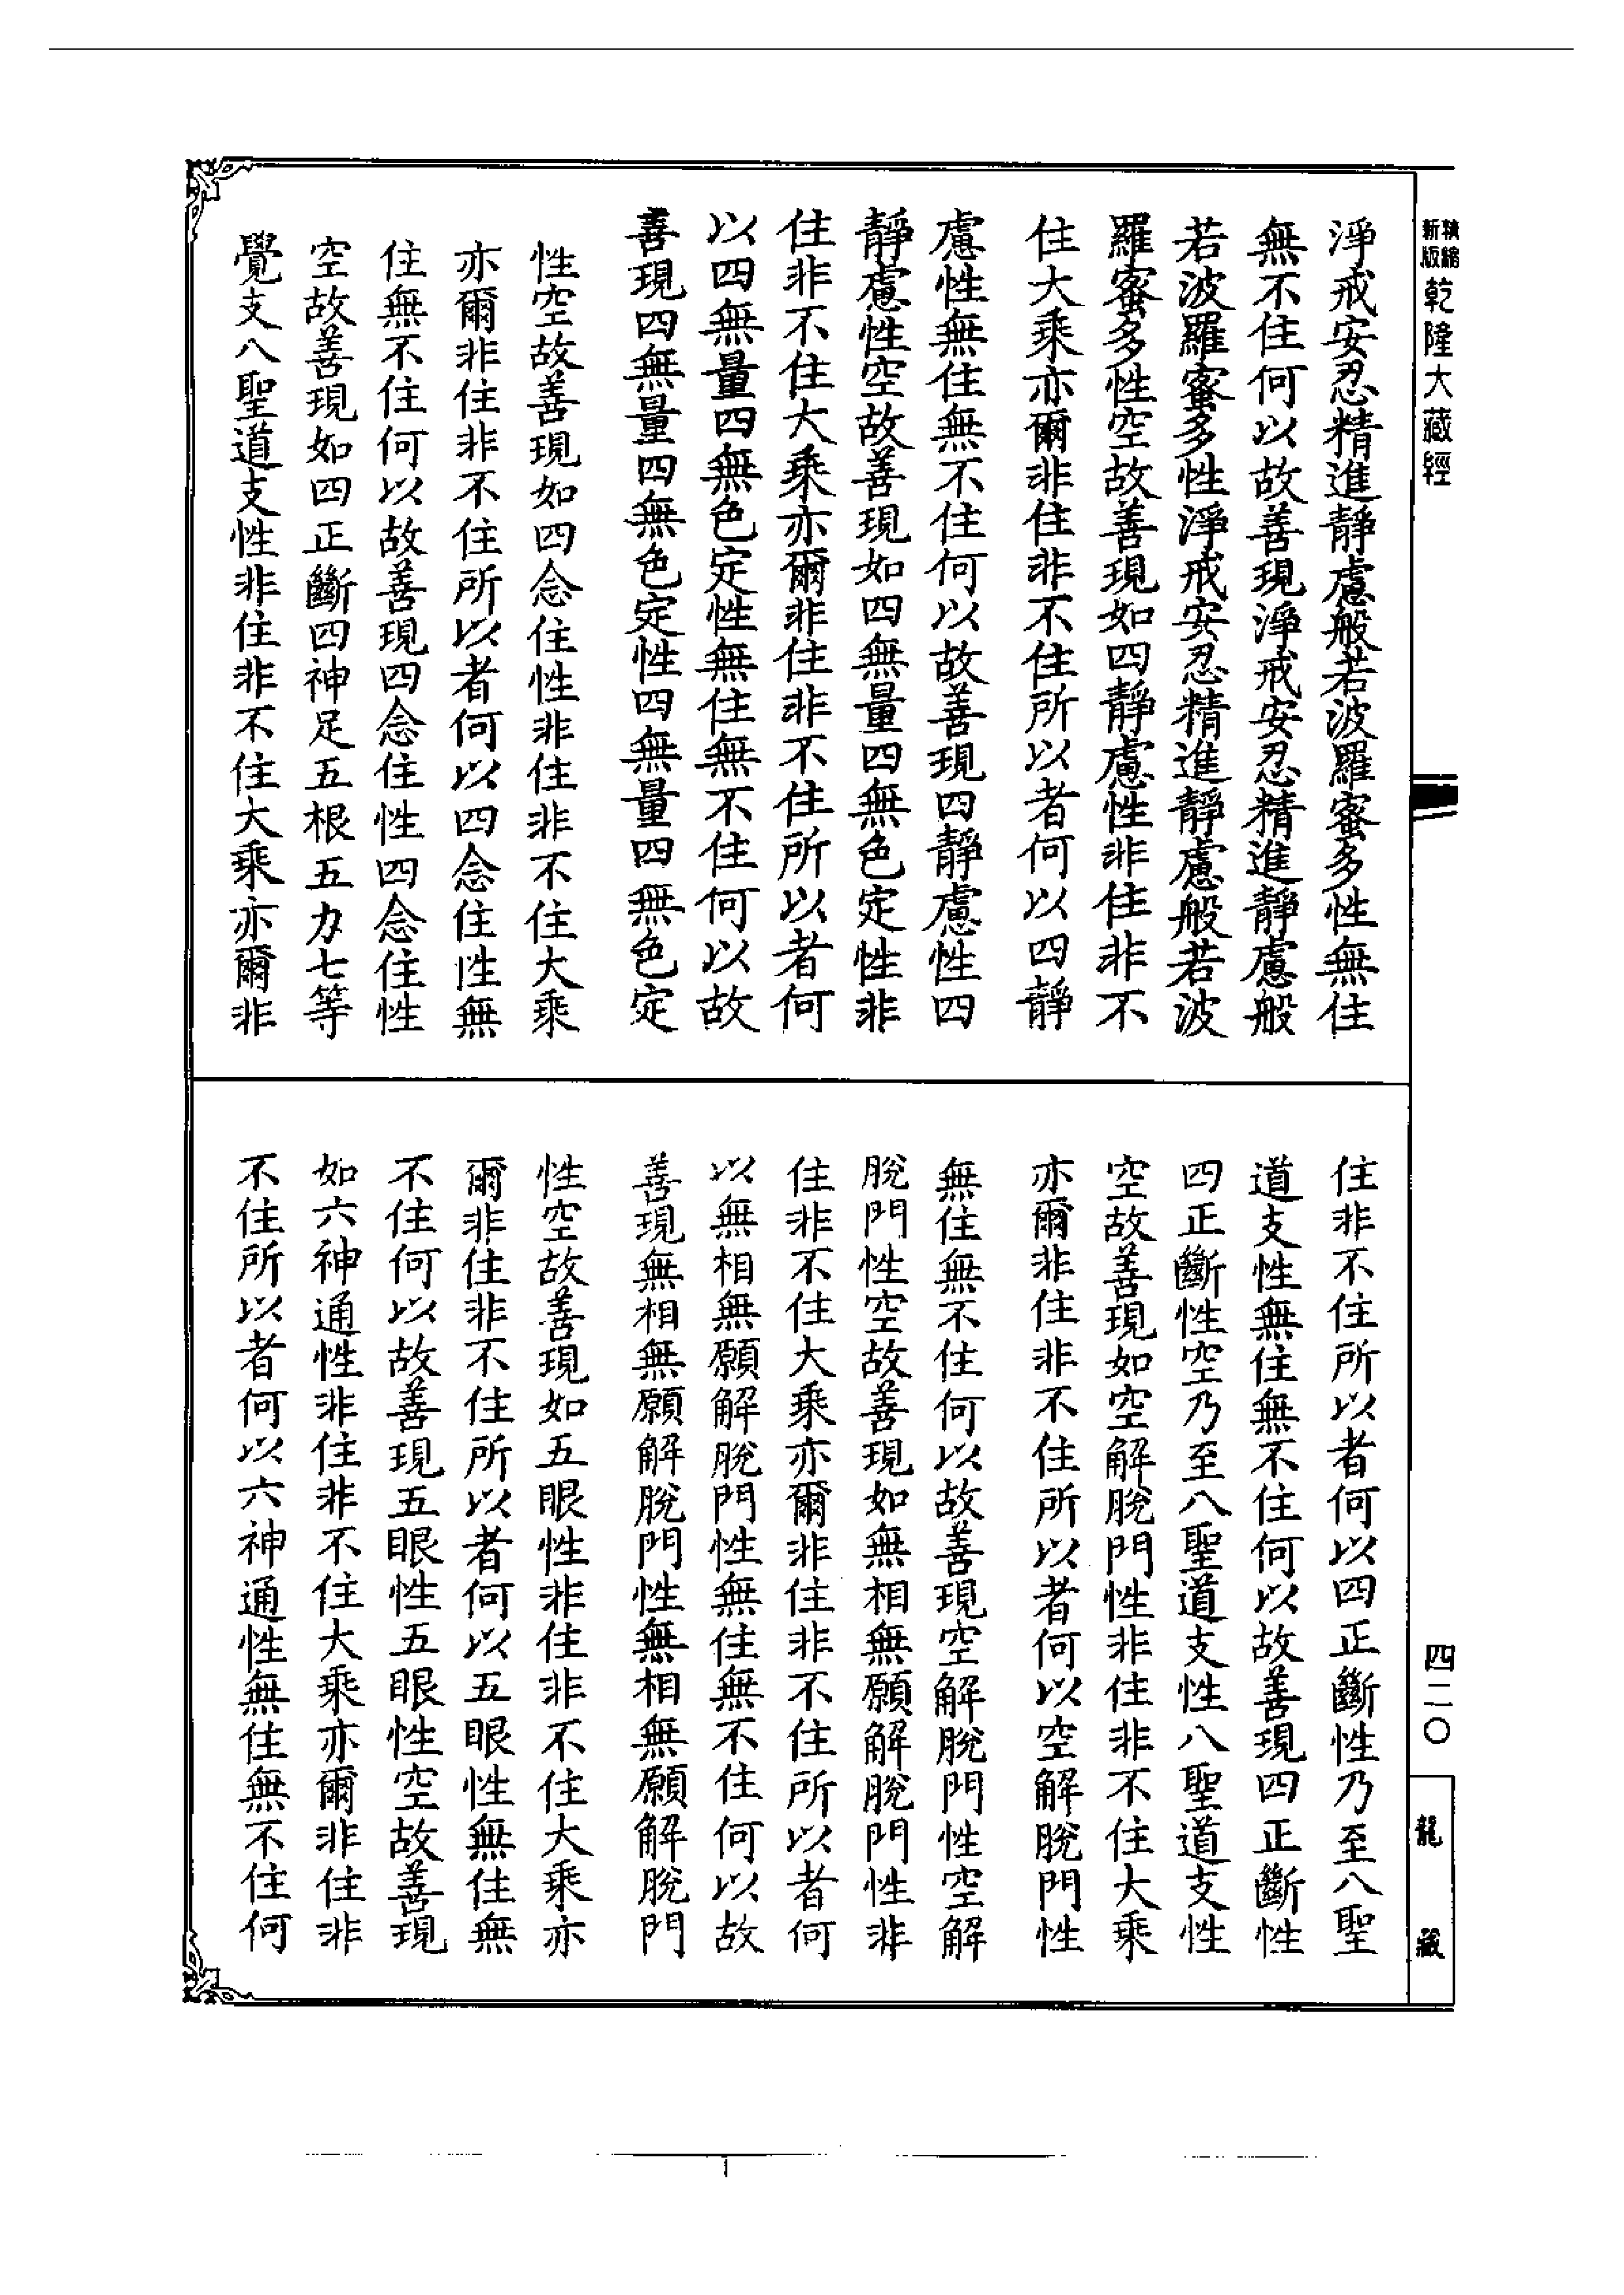 新版
精縮
乾隆大藏經
四二〇
龍藏
淨戒安忍精進靜慮般若波羅蜜多性無住
無不住何以故善現淨戒安忍精進靜慮般
若波羅蜜多性淨戒安忍精進靜慮般若波
羅蜜多性空故善現如四靜慮性非住非不
住大乘亦爾非住非不住所以者何以四靜
慮性無住無不住何以故善現四靜慮性四
靜慮性空故善現如四無量四無色定性非
住非不住大乘亦爾非住非不住所以者何
以四無量四無色定性無住無不住何以故
善現四無量四無色定性四無量四無色定
性空故善現如四念住性非住非不住大乘
亦爾非住非不住所以者何以四念住性無
住無不住何以故善現四念住性四念住性
空故善現如四正斷四神足五根五力七等
覺支八聖道支性非住非不住大乘亦爾非
住非不住所以者何以四正斷性乃至八聖
道支性無住無不住何以故善現四正斷性
四正斷性空乃至八聖道支性八聖道支性
空故善現如空解脫門性非住非不住大乘
亦爾非住非不住所以者何以空解脫門性
無住無不住何以故善現空解脫門性空解
脫門性空故善現如無相無願解脫門性非
住非不住大乘亦爾非住非不住所以者何
以無相無願解脫門性無住無不住何以故
善現無相無願解脫門性無相無願解脫門
性空故善現如五眼性非住非不住大乘亦
爾非住非不住所以者何以五眼性無住無
不住何以故善現五眼性五眼性空故善現
如六神通性非住非不住大乘亦爾非住非
不住所以者何以六神通性無住無不住何